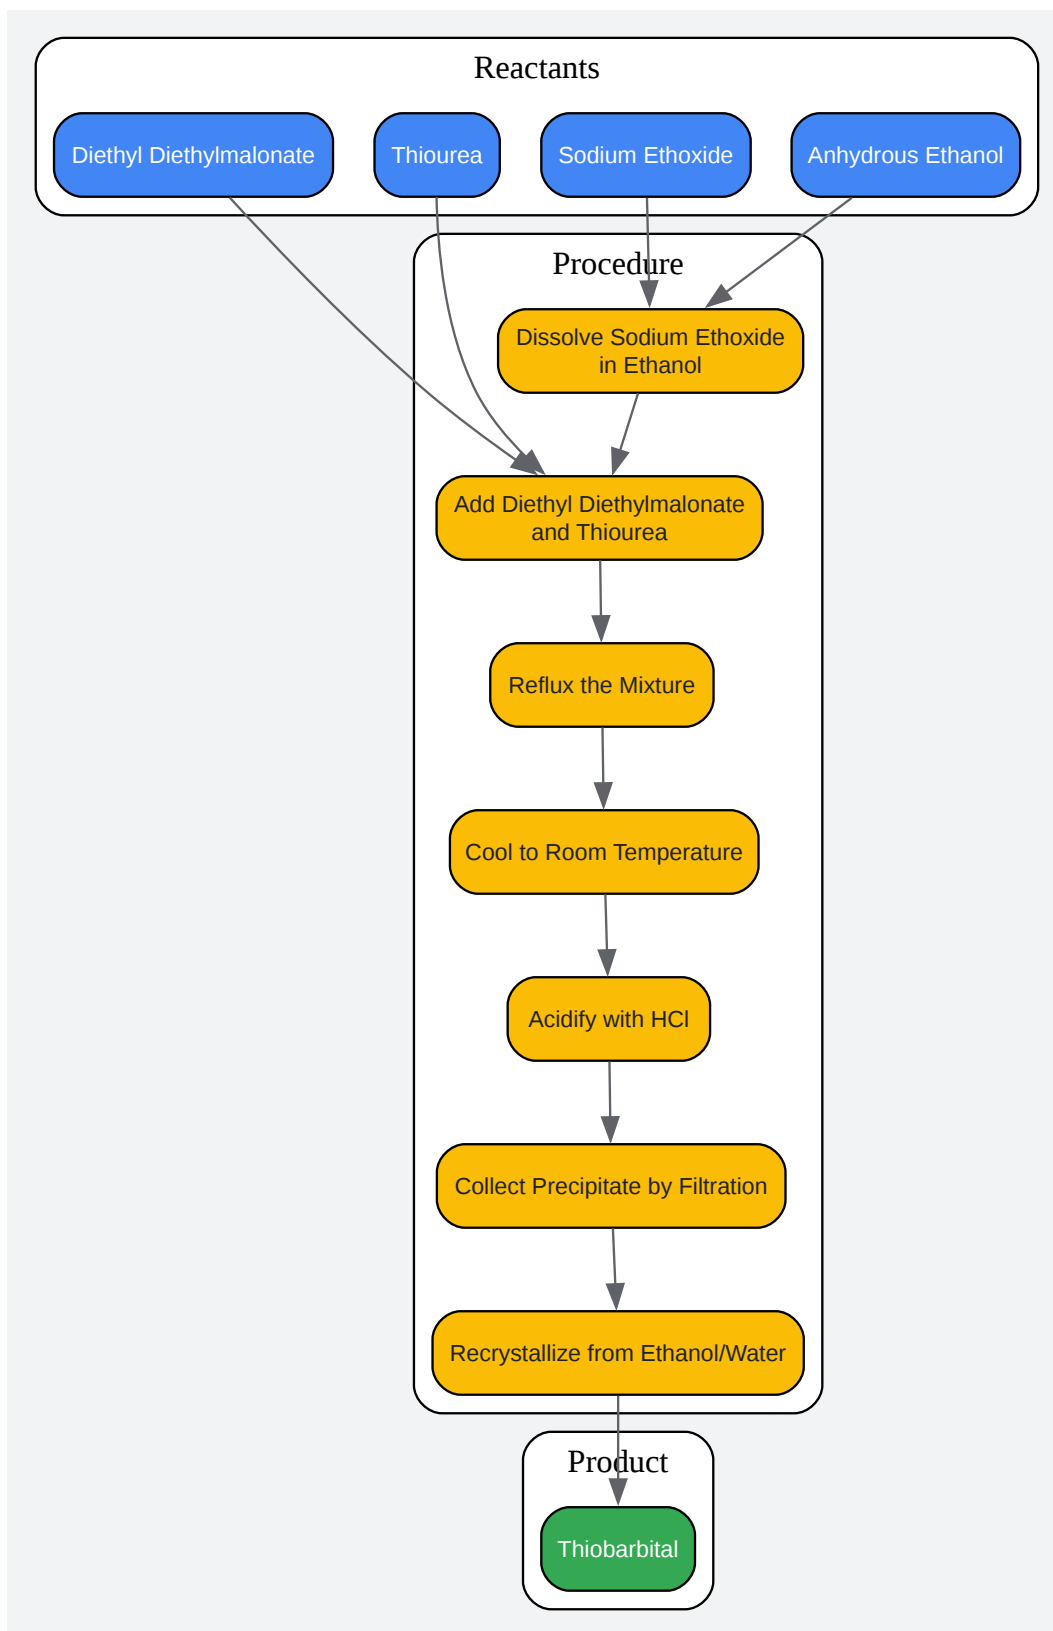 Reactants
Diethyl Diethylmalonate
Thiourea
Sodium Ethoxide
Anhydrous Ethanol
Procedure
Dissolve Sodium Ethoxide
in Ethanol
Add Diethyl Diethylmalonate
and Thiourea
Reflux the Mixture
Cool to Room Temperature
Acidify with HCl
Collect Precipitate by Filtration
Recrystallize from Ethanol/Water
Product
Thiobarbital